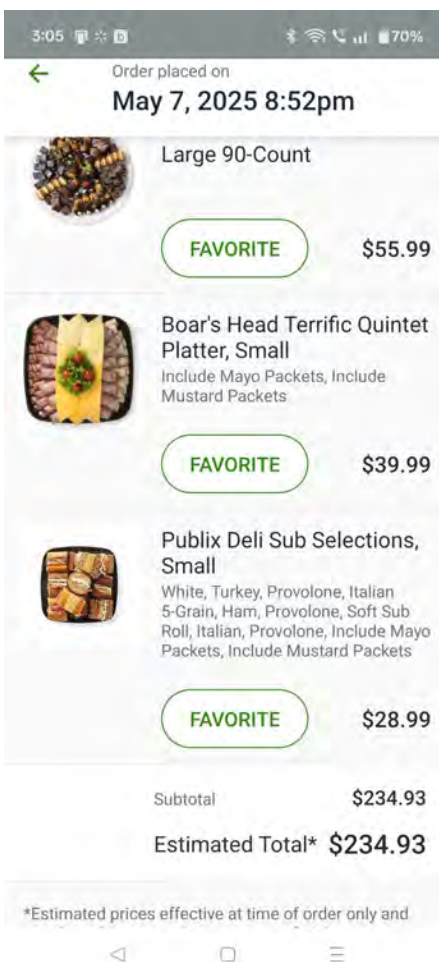 3:05
70%
Order placed on
May 7, 2025 8:52pm
Large 90-Count
FAVORITE
$55.99
Boar's Head Terrific Quintet
Platter, Small
Include Mayo Packets, Include
Mustard Packets
FAVORITE
$39.99
Publix Deli Sub Selections,
Small
White, Turkey, Provolone, Italian
5-Grain, Ham, Provolone, Soft Sub
Roll, Italian, Provolone, Include Mayo
Packets, Include Mustard Packets
FAVORITE
$28.99
Subtotal
$234.93
Estimated Total* $234.93
*Estimated prices effective at time of order only and